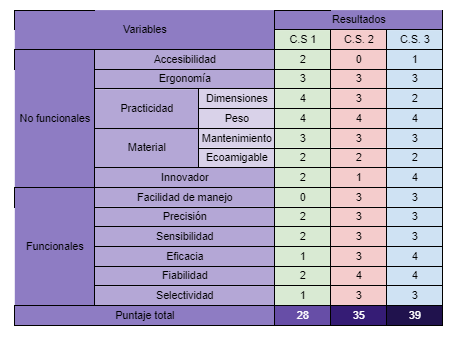 Variables Resultados
C.S 1 C.S. 2 C.S. 3
No funcionales Accesibilidad 2 0 1
Ergonomía 3 3 3
Practicidad Dimensiones 4 3 2
Peso 4 4 4
Material Mantenimiento 3 3 3
Ecoamigable 2 2 2
Innovador 2 1 4
Funcionales Facilidad de manejo 0 3 3
Precisión 2 3 3
Sensibilidad 2 3 3
Eficacia 1 3 4
Fiabilidad 2 4 4
Selectividad 1 3 3
Puntaje total 28 35 39